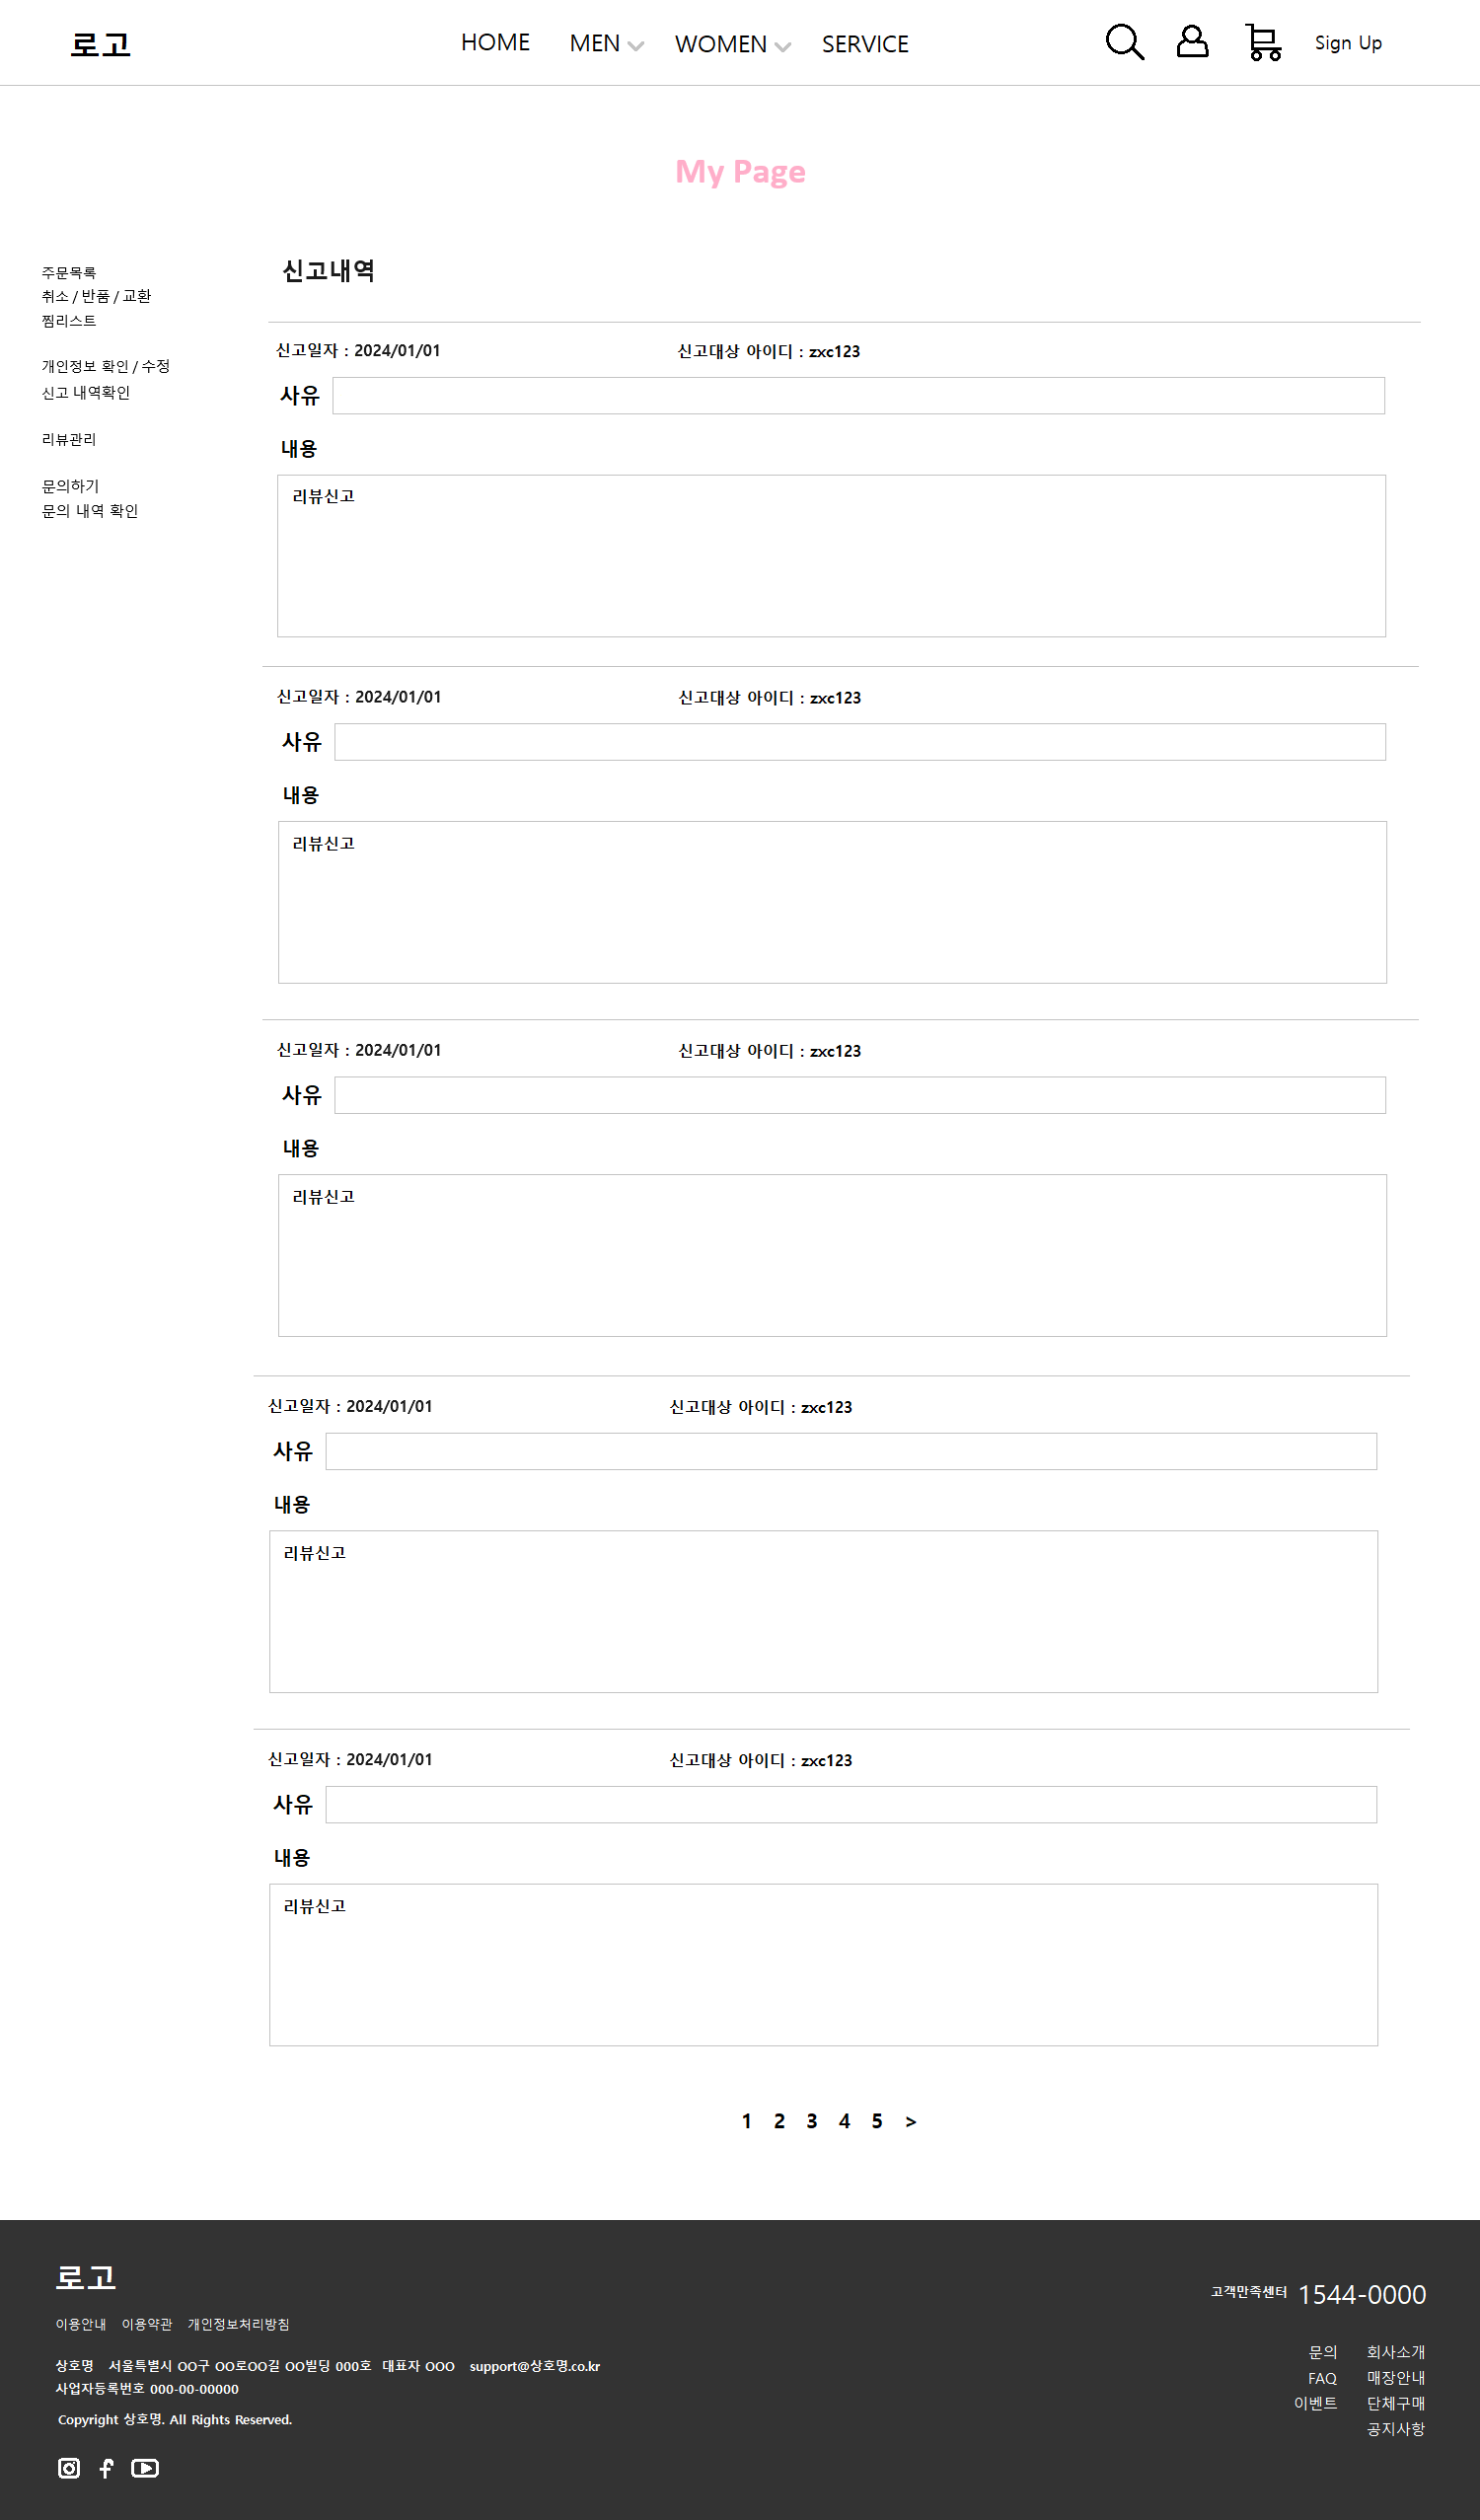 로고
HOME MEN WOMEN SERVICE
Sign Up
My Page
주문목록
취소 / 반품 / 교환
찜리스트
개인정보 확인 / 수정
신고 내역확인
리뷰관리
문의하기
문의 내역 확인
신고내역
신고일자 : 2024/01/01 신고대상 아이디 : zxc123
사유
내용
리뷰신고
신고일자 : 2024/01/01 신고대상 아이디 : zxc123
사유
내용
리뷰신고
신고일자 : 2024/01/01 신고대상 아이디 : zxc123
사유
내용
리뷰신고
신고일자 : 2024/01/01 신고대상 아이디 : zxc123
사유
내용
리뷰신고
신고일자 : 2024/01/01 신고대상 아이디 : zxc123
사유
내용
리뷰신고
1 2 3 4 5 >
로고
이용안내 이용약관 개인정보처리방침
상호명 서울특별시 OO구 OO로OO길 OO빌딩 000호 대표자 OOO support@상호명.co.kr
사업자등록번호 000-00-00000
Copyright 상호명. All Rights Reserved.
고객만족센터 1544-0000
문의 회사소개
FAQ 매장안내
이벤트 단체구매
공지사항